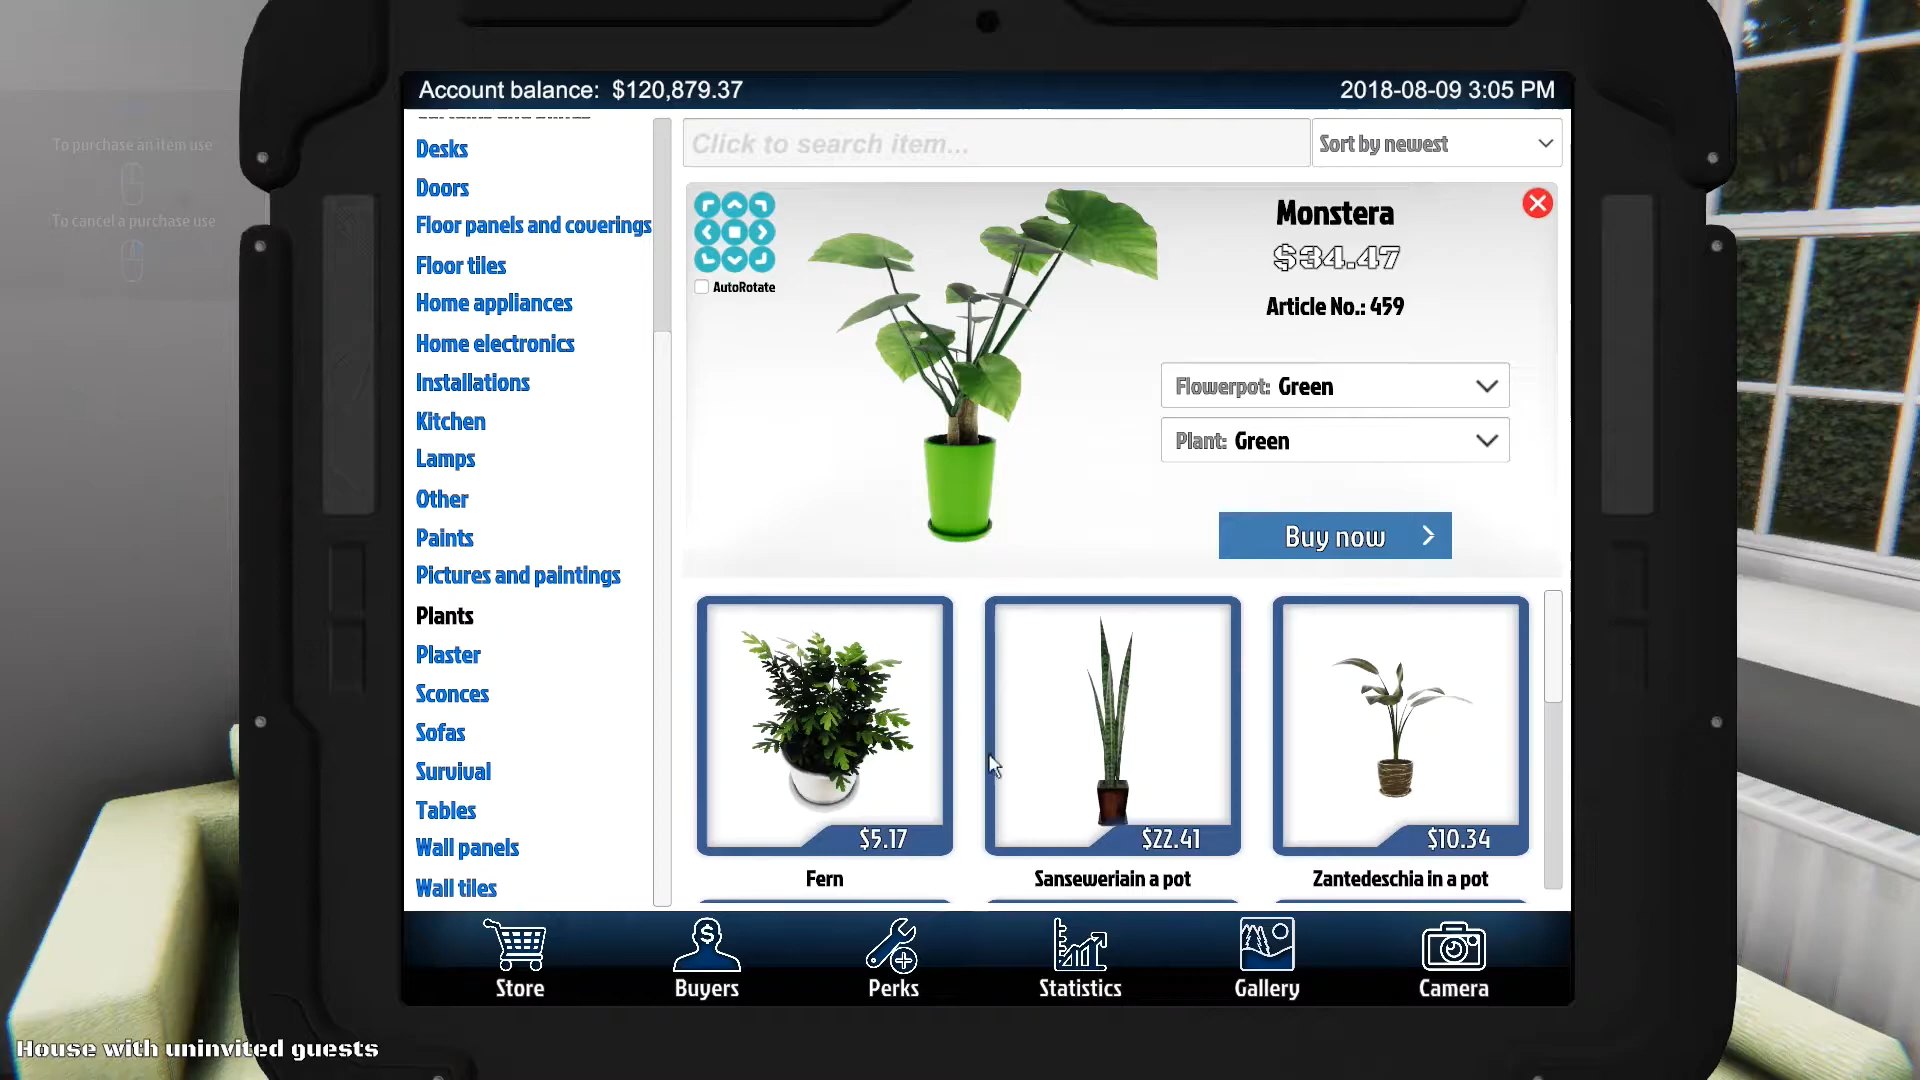 Account balance: $120,879.37
2018-08-09 3:05 PM
To purchase an item use
To cancel a purchase use
Desks
Doors
Floor panels and coverings
Floor tiles
Home appliances
Home electronics
Installations
Kitchen
Lamps
Other
Paints
Pictures and paintings
Plants
Plaster
Sconces
Sofas
Survival
Tables
Wall panels
Wall tiles
Click to search item...
Sort by newest
AutoRotate
Monstera
$34.47
Article No.: 459
Flowerpot: Green
Plant: Green
Buy now
$5.17
Fern
$22.41
Sanseweriain a pot
$10.34
Zantedeschia in a pot
Store
Buyers
Perks
Statistics
Gallery
Camera
House with uninvited guests